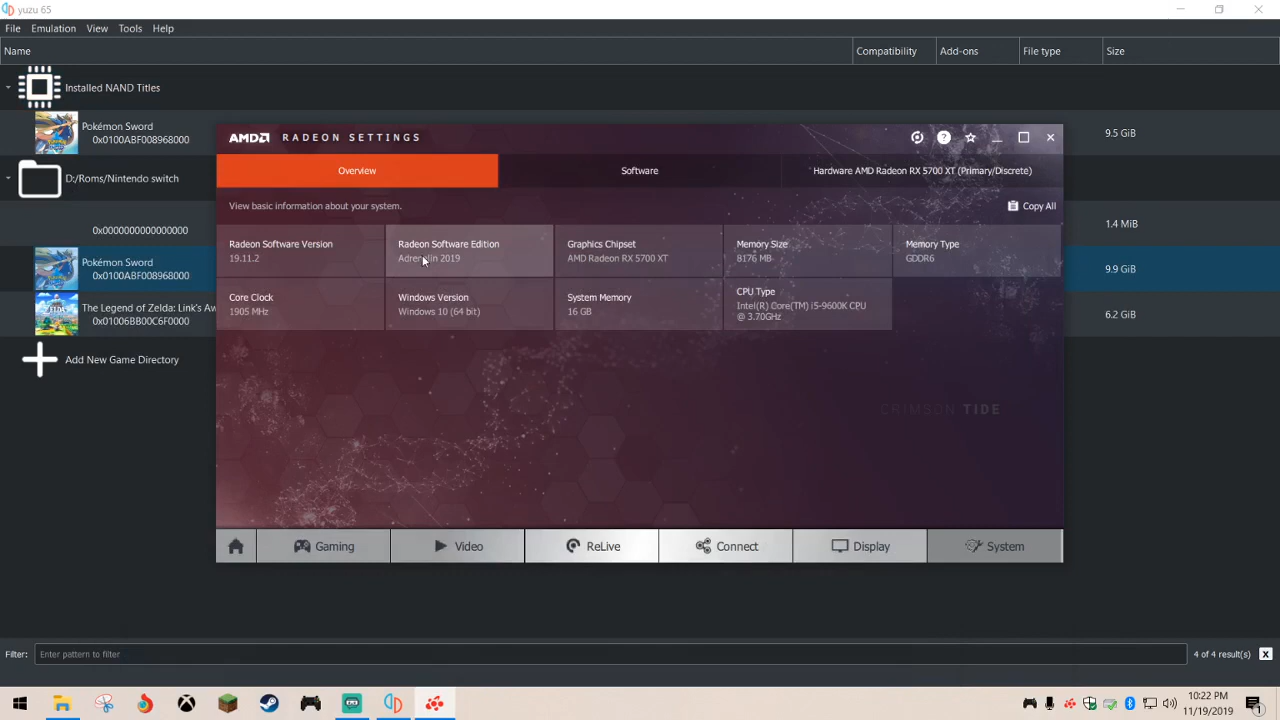 yuzu 65
File Emulation View Tools Help
Name Compatibility Add-ons File type Size
Installed NAND Titles
Pokémon Sword
0x0100ABF008968000
9.5 GiB
D:/Roms/Nintendo switch
0x0000000000000000
1.4 MiB
Pokémon Sword
0x0100ABF008968000
9.9 GiB
The Legend of Zelda: Link's Aw
0x01006BB00C6F0000
6.2 GiB
Add New Game Directory
AMD RADEON SETTINGS
Overview Software Hardware AMD Radeon RX 5700 XT (Primary/Discrete)
View basic information about your system.
Copy All
Radeon Software Version
19.11.2
Radeon Software Edition
Adrenalin 2019
Graphics Chipset
AMD Radeon RX 5700 XT
Memory Size
8176 MB
Memory Type
GDDR6
Core Clock
1905 MHz
Windows Version
Windows 10 (64 bit)
System Memory
16 GB
CPU Type
Intel(R) Core(TM) i5-9600K CPU
@ 3.70GHz
CRIMSON TIDE
Gaming Video ReLive Connect Display System
Filter: Enter pattern to filter 4 of 4 result(s) X
10:22 PM
11/19/2019
1